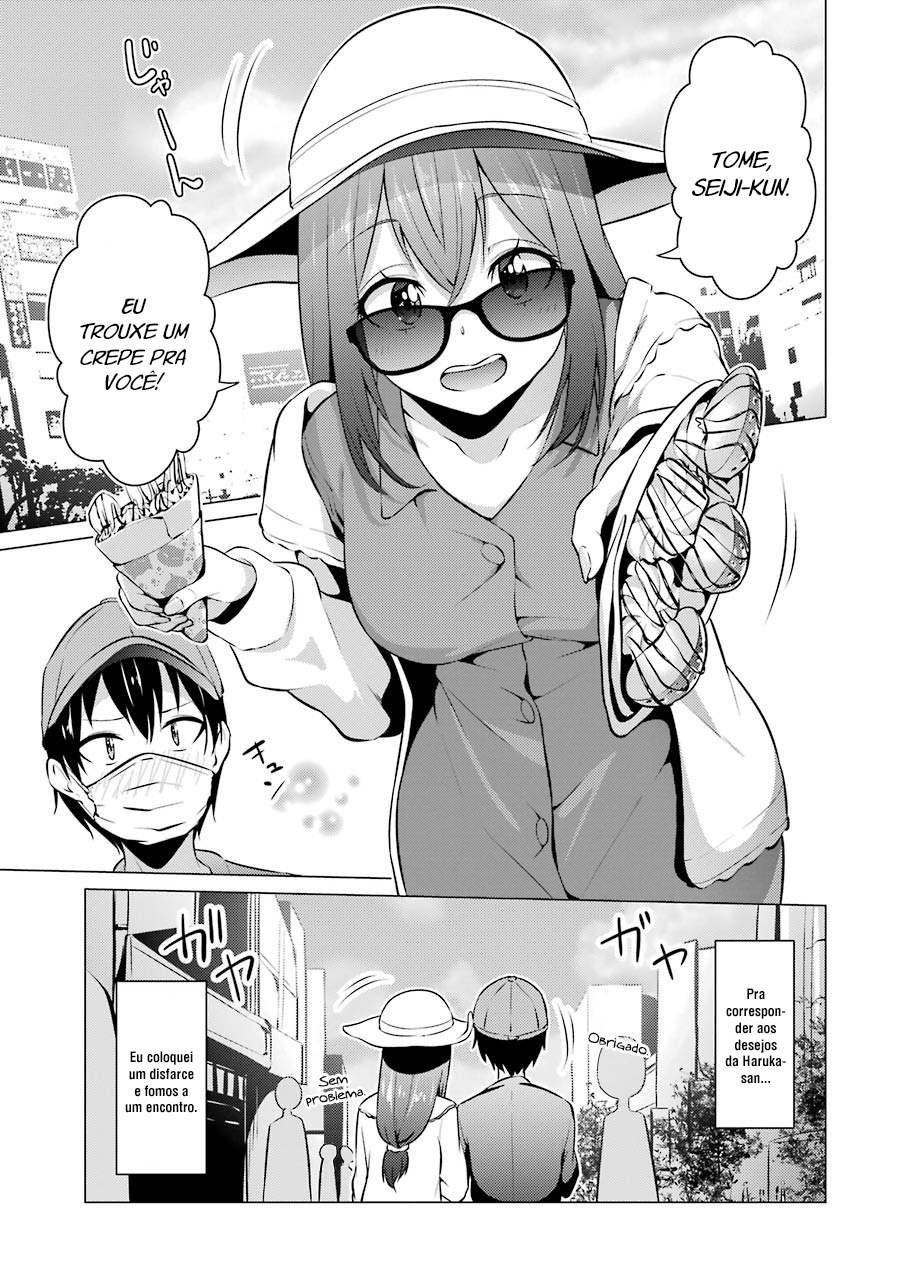 TOME,
SEIJI-KUN.
じゃーん
EU
TROUXE UM
CREPE PRA
VOCÊ!
キュン
Pra
correspon-
der aos
desejos
da Haruka-
san...
ガヤ
ガヤ
Obrigado.
Sem
problema.
Eu coloquei
um disfarce
e fomos a
um encontro.